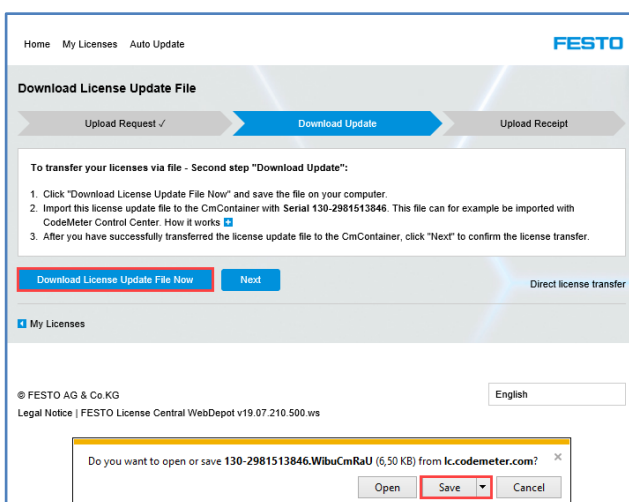 Home My Licenses Auto Update
FESTO
Download License Update File
Upload Request ✓ Download Update Upload Receipt
To transfer your licenses via file - Second step "Download Update":
1. Click "Download License Update File Now" and save the file on your computer.
2. Import this license update file to the CmContainer with Serial 130-2981513846. This file can for example be imported with
CodeMeter Control Center. How it works
3. After you have successfully transferred the license update file to the CmContainer, click "Next" to confirm the license transfer.
Download License Update File Now Next
Direct license transfer
My Licenses
© FESTO AG & Co.KG
English
Legal Notice | FESTO License Central WebDepot v19.07.210.500.ws
Do you want to open or save 130-2981513846.WibuCmRaU (6,50 KB) from lc.codemeter.com? ×
Open Save Cancel